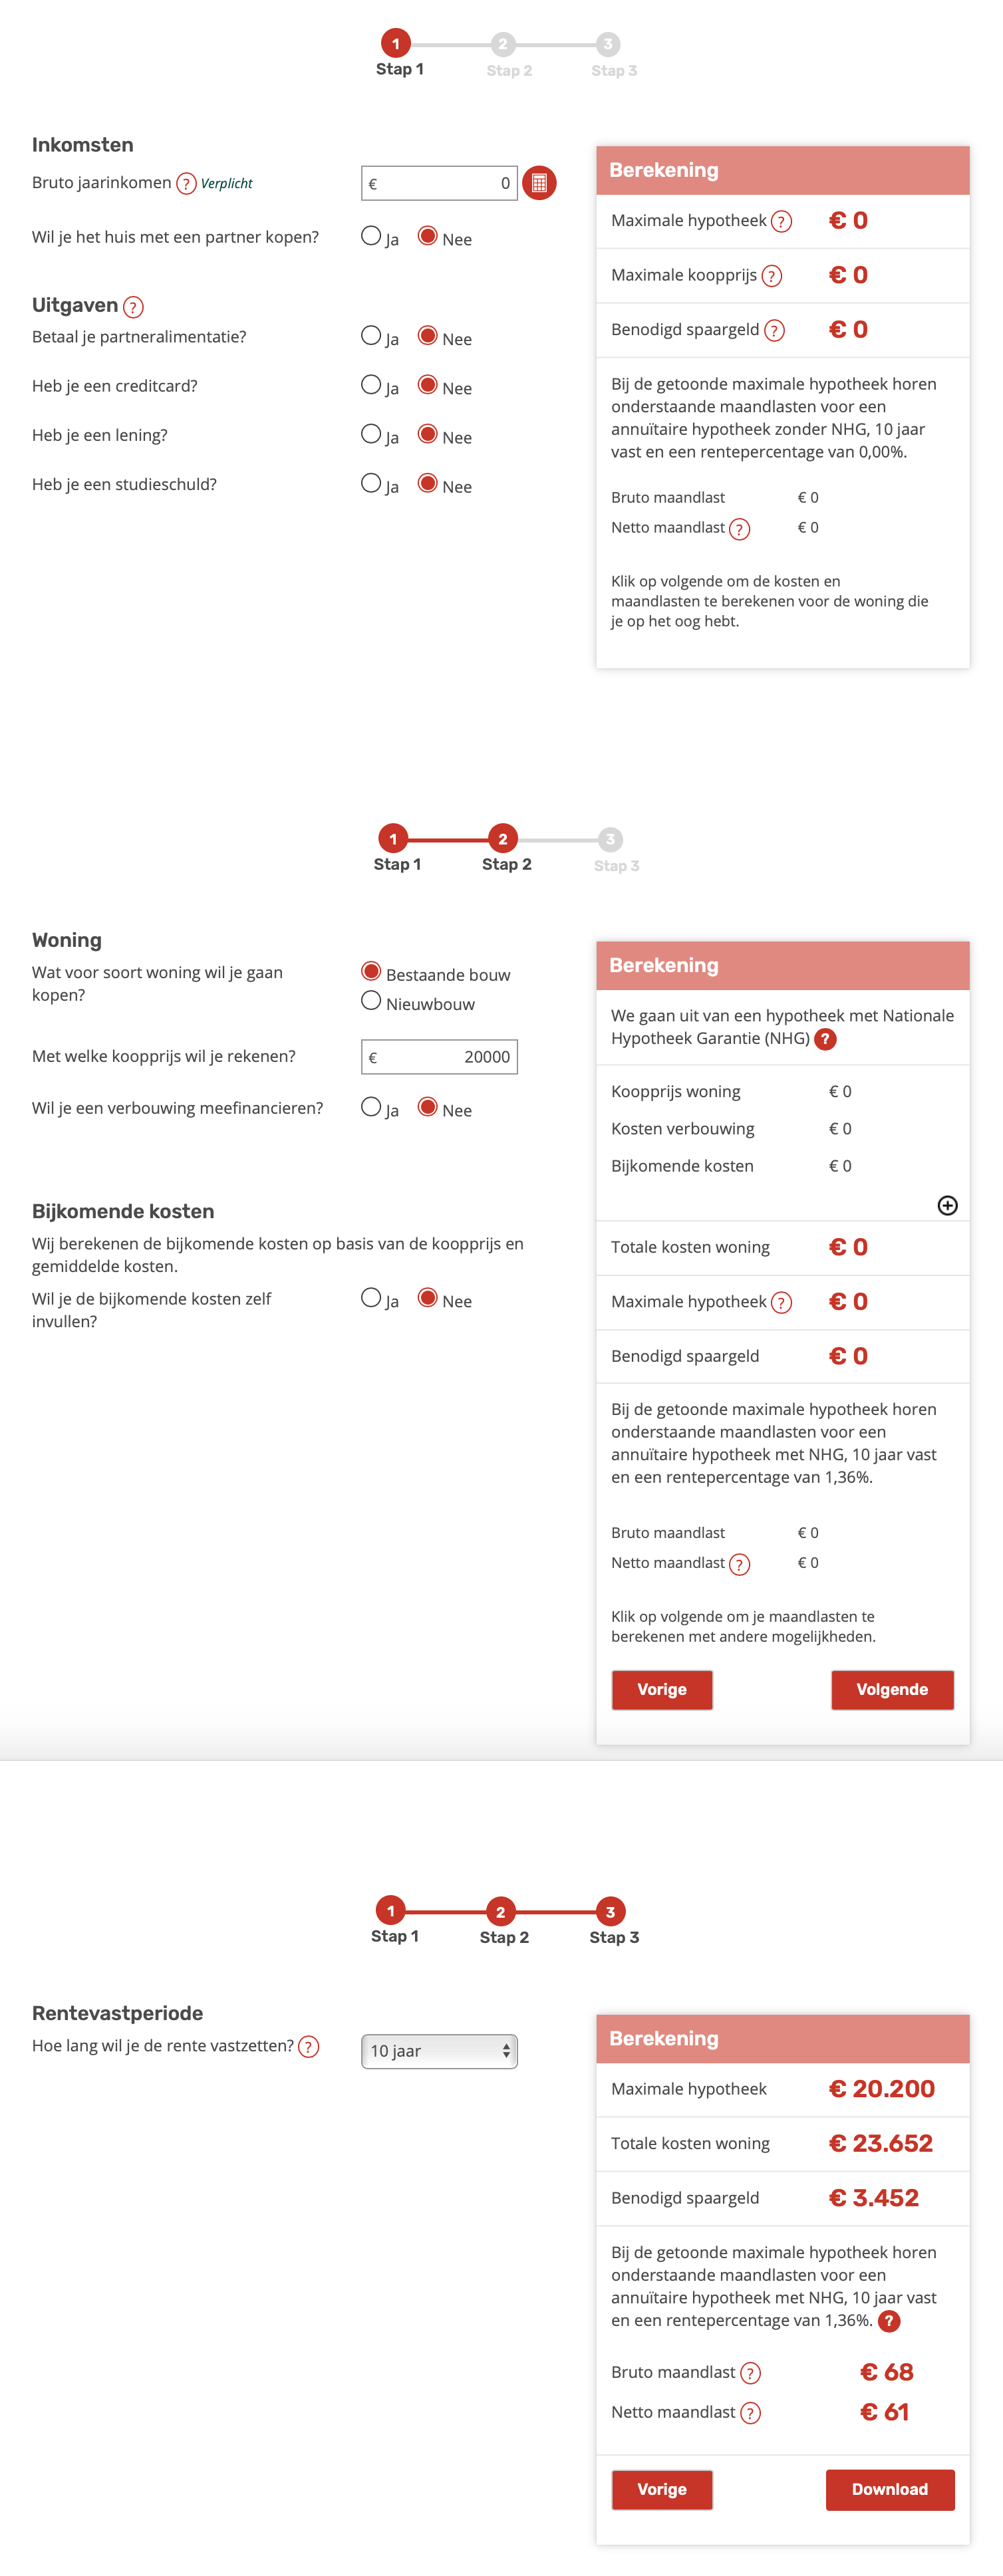 1 2 3
Stap 1 Stap 2 Stap 3
Inkomsten
Bruto jaarinkomen ? Verplicht € 0
Wil je het huis met een partner kopen? Ja Nee
Uitgaven ?
Betaal je partneralimentatie? Ja Nee
Heb je een creditcard? Ja Nee
Heb je een lening? Ja Nee
Heb je een studieschuld? Ja Nee
Berekening
Maximale hypotheek ? € 0
Maximale koopprijs ? € 0
Benodigd spaargeld ? € 0
Bij de getoonde maximale hypotheek horen
onderstaande maandlasten voor een
annuïtaire hypotheek zonder NHG, 10 jaar
vast en een rentepercentage van 0,00%.
Bruto maandlast € 0
Netto maandlast ? € 0
Klik op volgende om de kosten en
maandlasten te berekenen voor de woning die
je op het oog hebt.
1 2 3
Stap 1 Stap 2 Stap 3
Woning
Wat voor soort woning wil je gaan
kopen?
Bestaande bouw
Nieuwbouw
Met welke koopprijs wil je rekenen? € 20000
Wil je een verbouwing meefinancieren? Ja Nee
Bijkomende kosten
Wij berekenen de bijkomende kosten op basis van de koopprijs en
gemiddelde kosten.
Wil je de bijkomende kosten zelf
invullen?
Ja Nee
Berekening
We gaan uit van een hypotheek met Nationale
Hypotheek Garantie (NHG) ?
Koopprijs woning € 0
Kosten verbouwing € 0
Bijkomende kosten € 0
Totale kosten woning € 0
Maximale hypotheek ? € 0
Benodigd spaargeld € 0
Bij de getoonde maximale hypotheek horen
onderstaande maandlasten voor een
annuïtaire hypotheek met NHG, 10 jaar vast
en een rentepercentage van 1,36%.
Bruto maandlast € 0
Netto maandlast ? € 0
Klik op volgende om je maandlasten te
berekenen met andere mogelijkheden.
Vorige Volgende
1 2 3
Stap 1 Stap 2 Stap 3
Rentevastperiode
Hoe lang wil je de rente vastzetten? ? 10 jaar
Berekening
Maximale hypotheek € 20.200
Totale kosten woning € 23.652
Benodigd spaargeld € 3.452
Bij de getoonde maximale hypotheek horen
onderstaande maandlasten voor een
annuïtaire hypotheek met NHG, 10 jaar vast
en een rentepercentage van 1,36%. ?
Bruto maandlast ? € 68
Netto maandlast ? € 61
Vorige Download